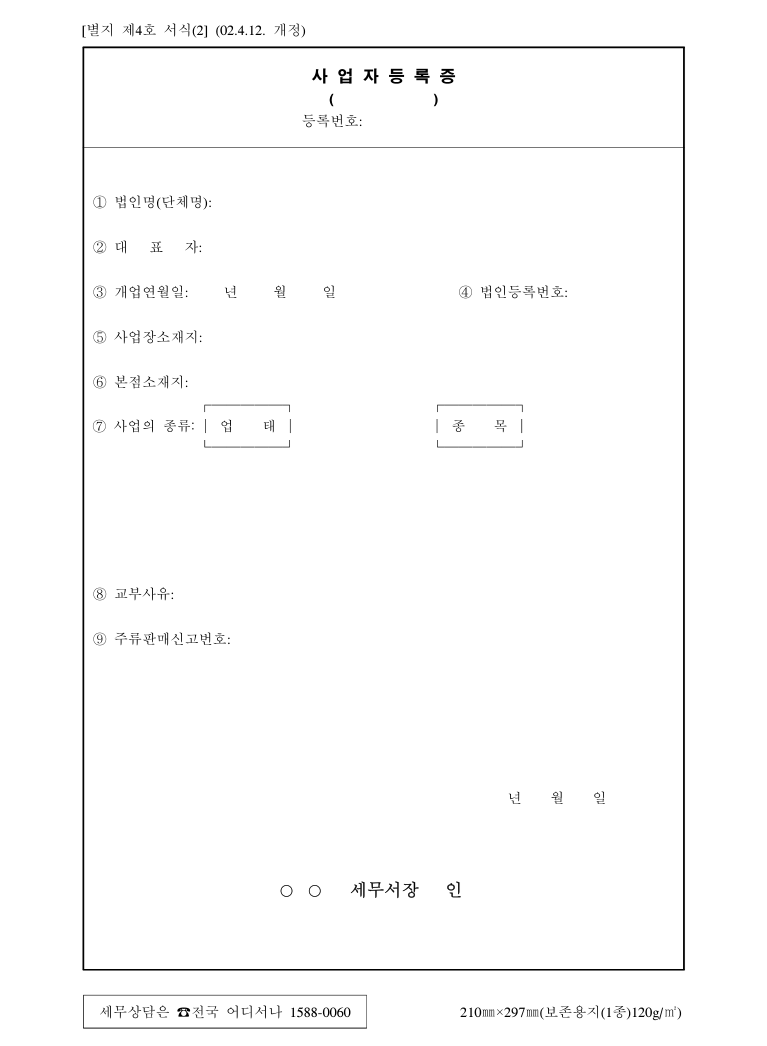 [별지 제4호 서식(2] (02.4.12. 개정)
사 업 자 등 록 증
( )
등록번호:
① 법인명(단체명):
② 대 표 자:
③ 개업연월일: 년 월 일 ④ 법인등록번호:
⑤ 사업장소재지:
⑥ 본점소재지:
⑦ 사업의 종류: 업 태 종 목
⑧ 교부사유:
⑨ 주류판매신고번호:
년 월 일
○ ○ 세무서장 인
세무상담은 ☎전국 어디서나 1588-0060 210㎜×297㎜(보존용지(1종)120g/㎡)